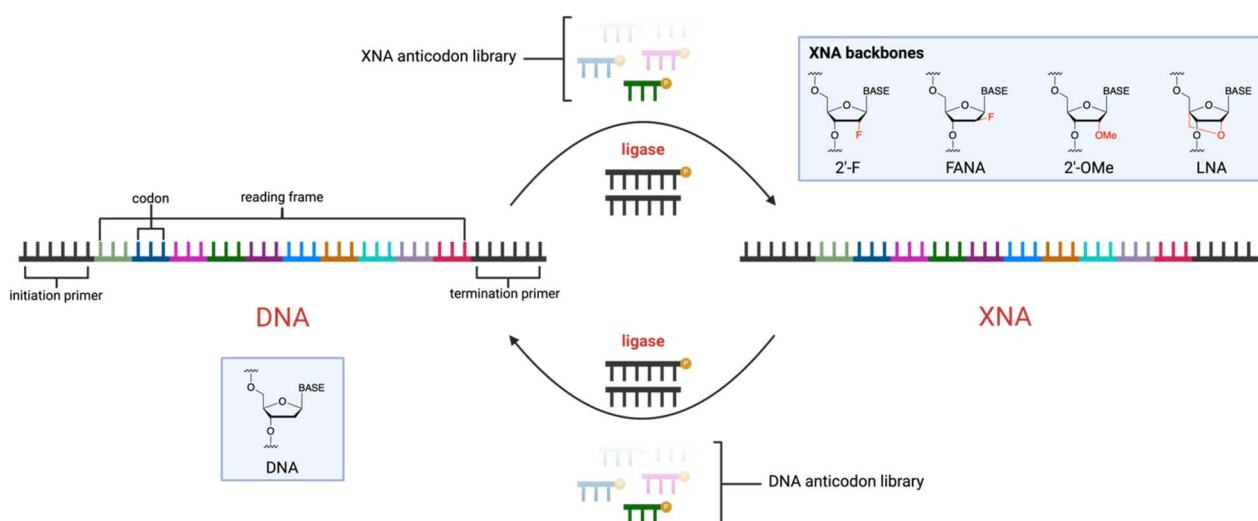 XNA anticodon library
P
P
P
XNA backbones
O
BASE
O
O
F
2'-F
O
BASE
O
F
O
FANA
O
BASE
O
O
OMe
2'-OMe
O
BASE
O
O
O
LNA
ligase
P
codon
reading frame
initiation primer
termination primer
DNA
XNA
ligase
P
O
BASE
O
O
DNA
P
P
P
DNA anticodon library